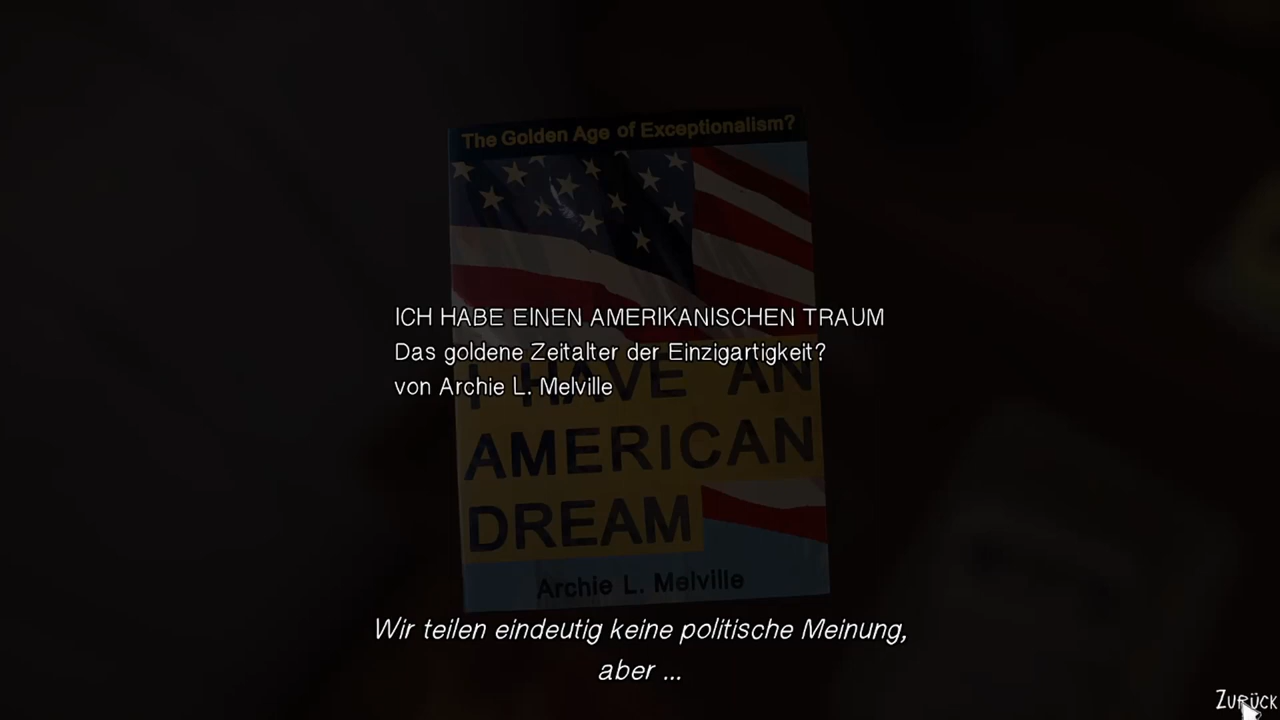 The Golden Age of Exceptionalism?
ICH HABE EINEN AMERIKANISCHEN TRAUM
Das goldene Zeitalter der Einzigartigkeit?
von Archie L. Melville
I HAVE AN
AMERICAN
DREAM
Archie L. Melville
Wir teilen eindeutig keine politische Meinung,
aber ...
ZURÜCK